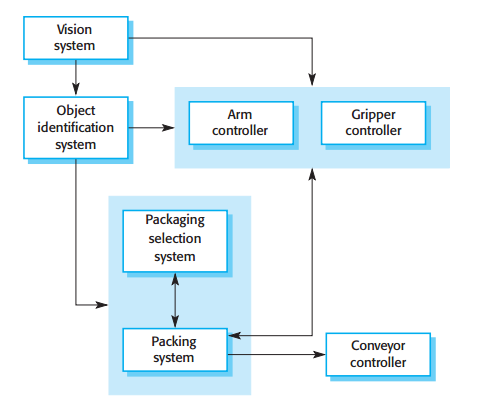 Vision
system
Object
identification
system
Arm
controller
Gripper
controller
Packaging
selection
system
Packing
system
Conveyor
controller